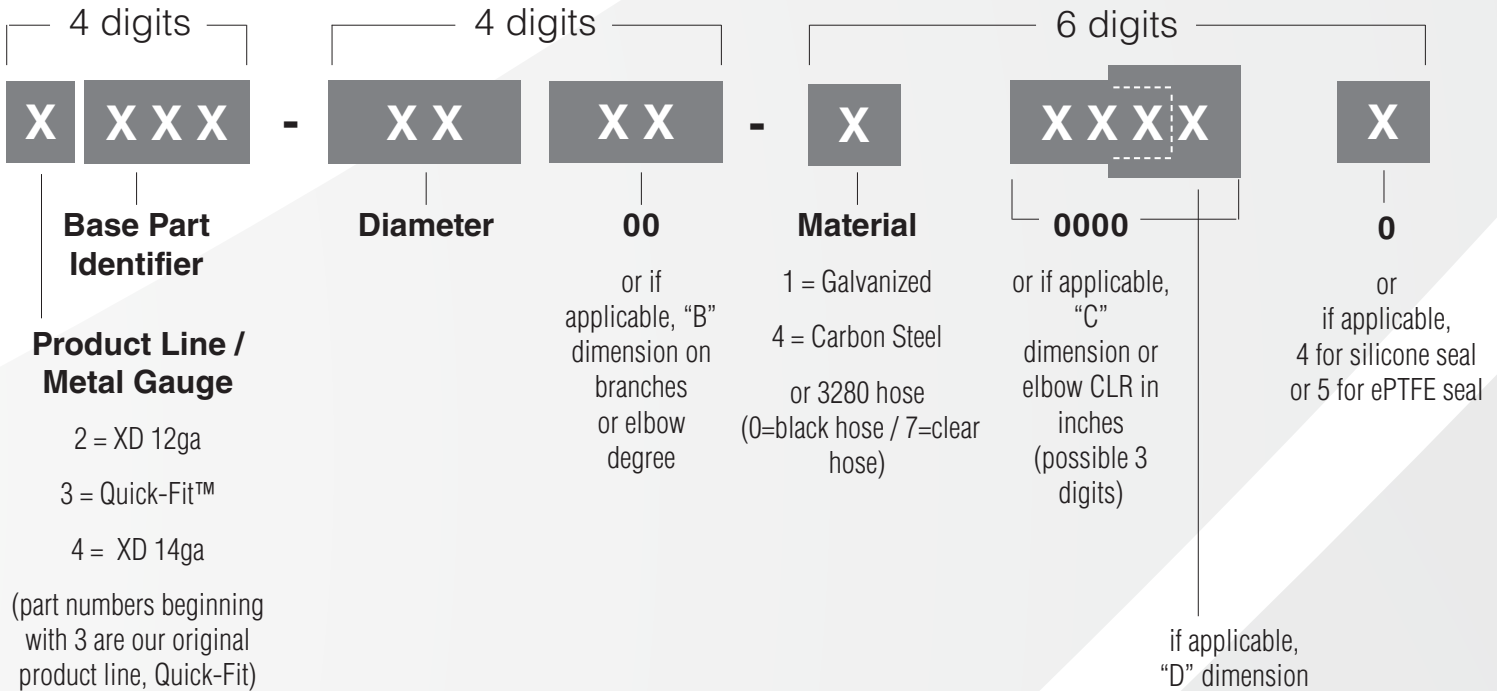 4 digits
4 digits
6 digits
X X X X - X X X X - X X X X X X
Base Part
Identifier
Product Line /
Metal Gauge
2 = XD 12ga
3 = Quick-Fit™
4 = XD 14ga
(part numbers beginning
with 3 are our original
product line, Quick-Fit)
Diameter
00
or if
applicable, “B”
dimension on
branches
or elbow
degree
Material
1 = Galvanized
4 = Carbon Steel
or 3280 hose
(0=black hose / 7=clear
hose)
0000
or if applicable,
“C”
dimension or
elbow CLR in
inches
(possible 3
digits)
if applicable,
“D” dimension
0
or
if applicable,
4 for silicone seal
or 5 for ePTFE seal